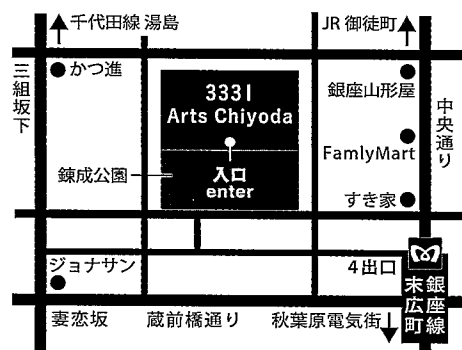 千代田線 湯島
JR 御徒町
三組坂下
かつ進
3331
Arts Chiyoda
銀座山形屋
中央通り
FamlyMart
錬成公園
入口
enter
すき家
ジョナサン
4出口
銀座線
末広町
妻恋坂
蔵前橋通り
秋葉原電気街